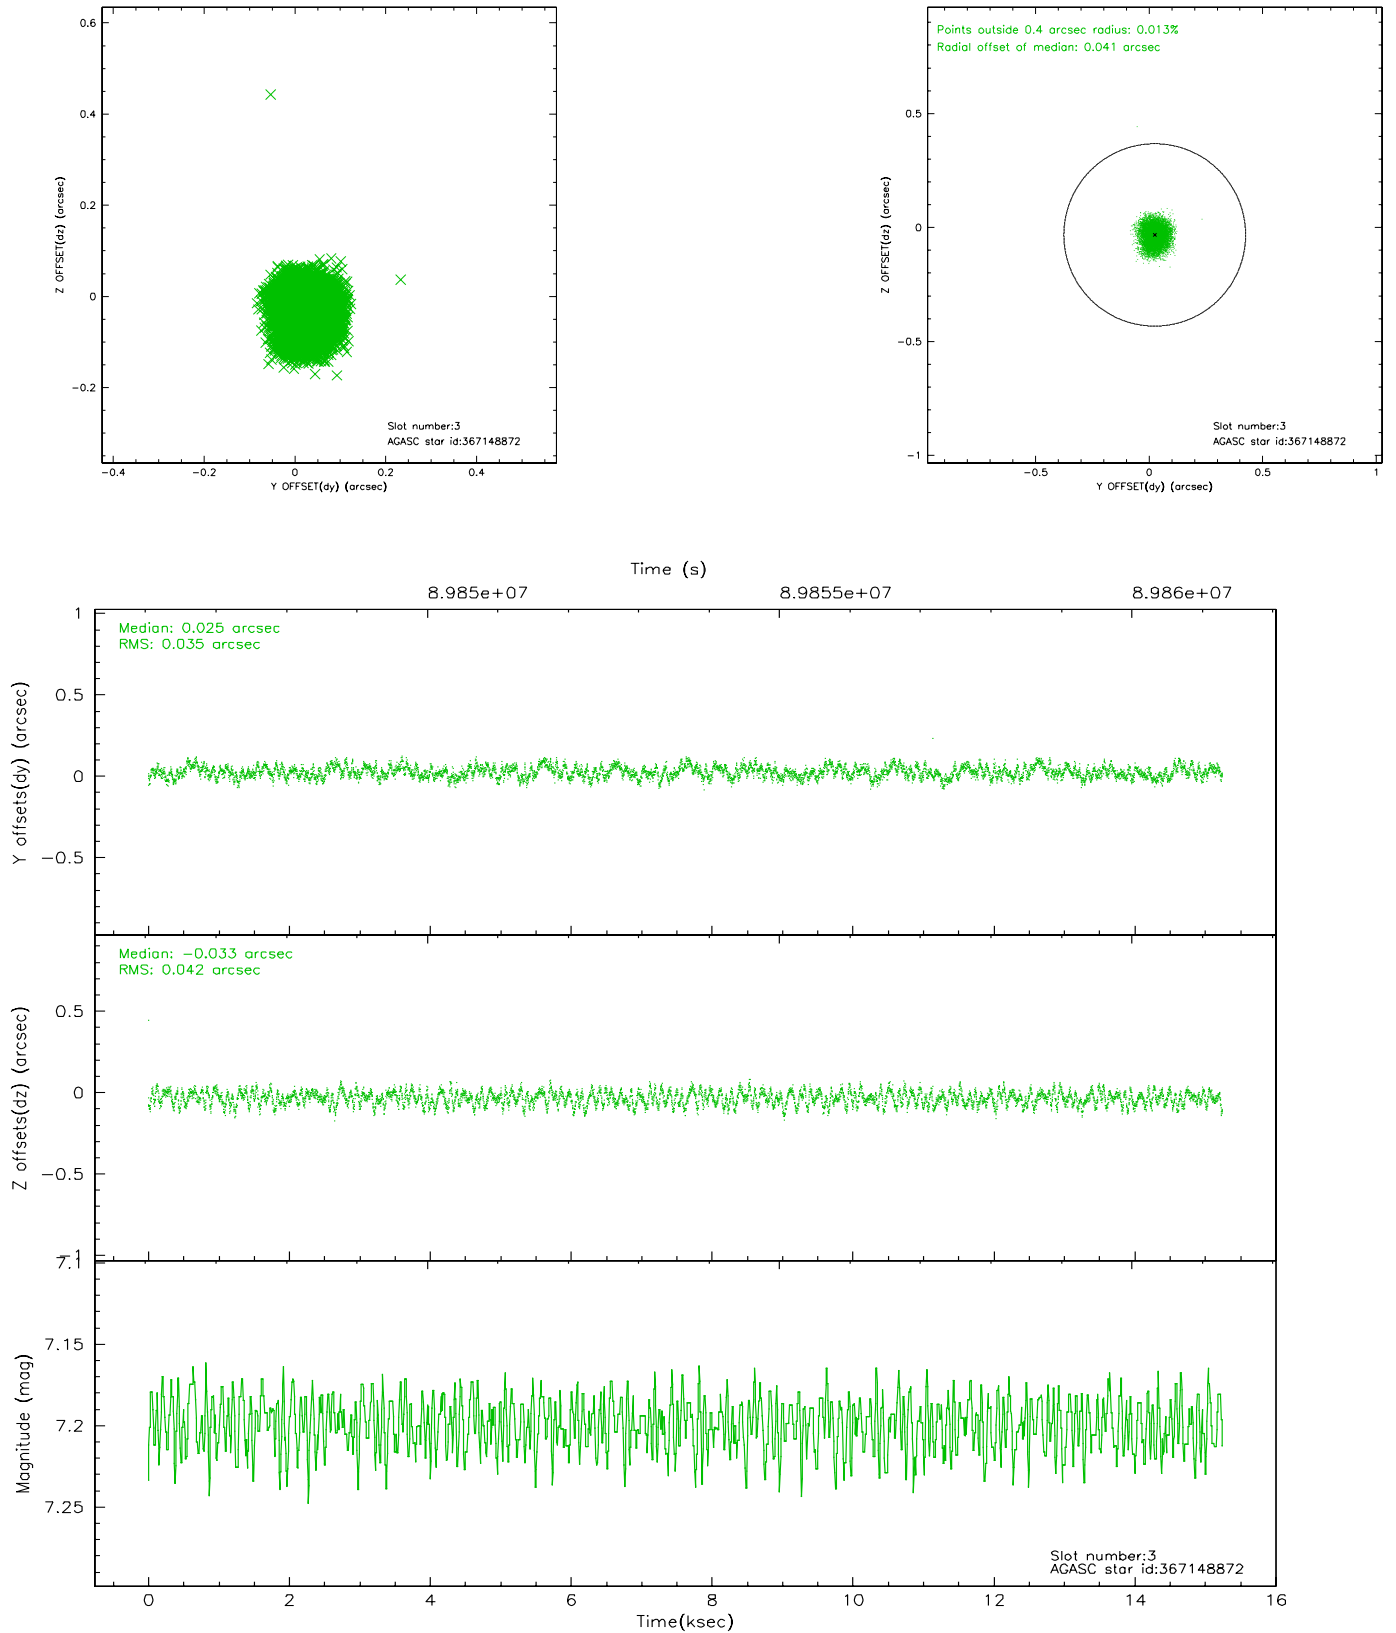 0.6
0.4
0.2
0
−0.2
Z OFFSET(dz) (arcsec)
−0.4
−0.2
0
0.2
0.4
Y OFFSET(dy) (arcsec)
Slot number:3
AGASC star id:367148872
Points outside 0.4 arcsec radius: 0.013%
Radial offset of median: 0.041 arcsec
0.5
0
−0.5
−1
Z OFFSET(dz) (arcsec)
−0.5
0
0.5
1
Y OFFSET(dy) (arcsec)
Slot number:3
AGASC star id:367148872
Time (s)
8.985e+07
8.9855e+07
8.986e+07
Median: 0.025 arcsec
RMS: 0.035 arcsec
1
0.5
0
−0.5
Y offsets(dy) (arcsec)
Median: −0.033 arcsec
RMS: 0.042 arcsec
0.5
0
−0.5
−1
Z offsets(dz) (arcsec)
7.1
7.15
7.2
7.25
Magnitude (mag)
Slot number:3
AGASC star id:367148872
0
2
4
6
8
10
12
14
16
Time(ksec)